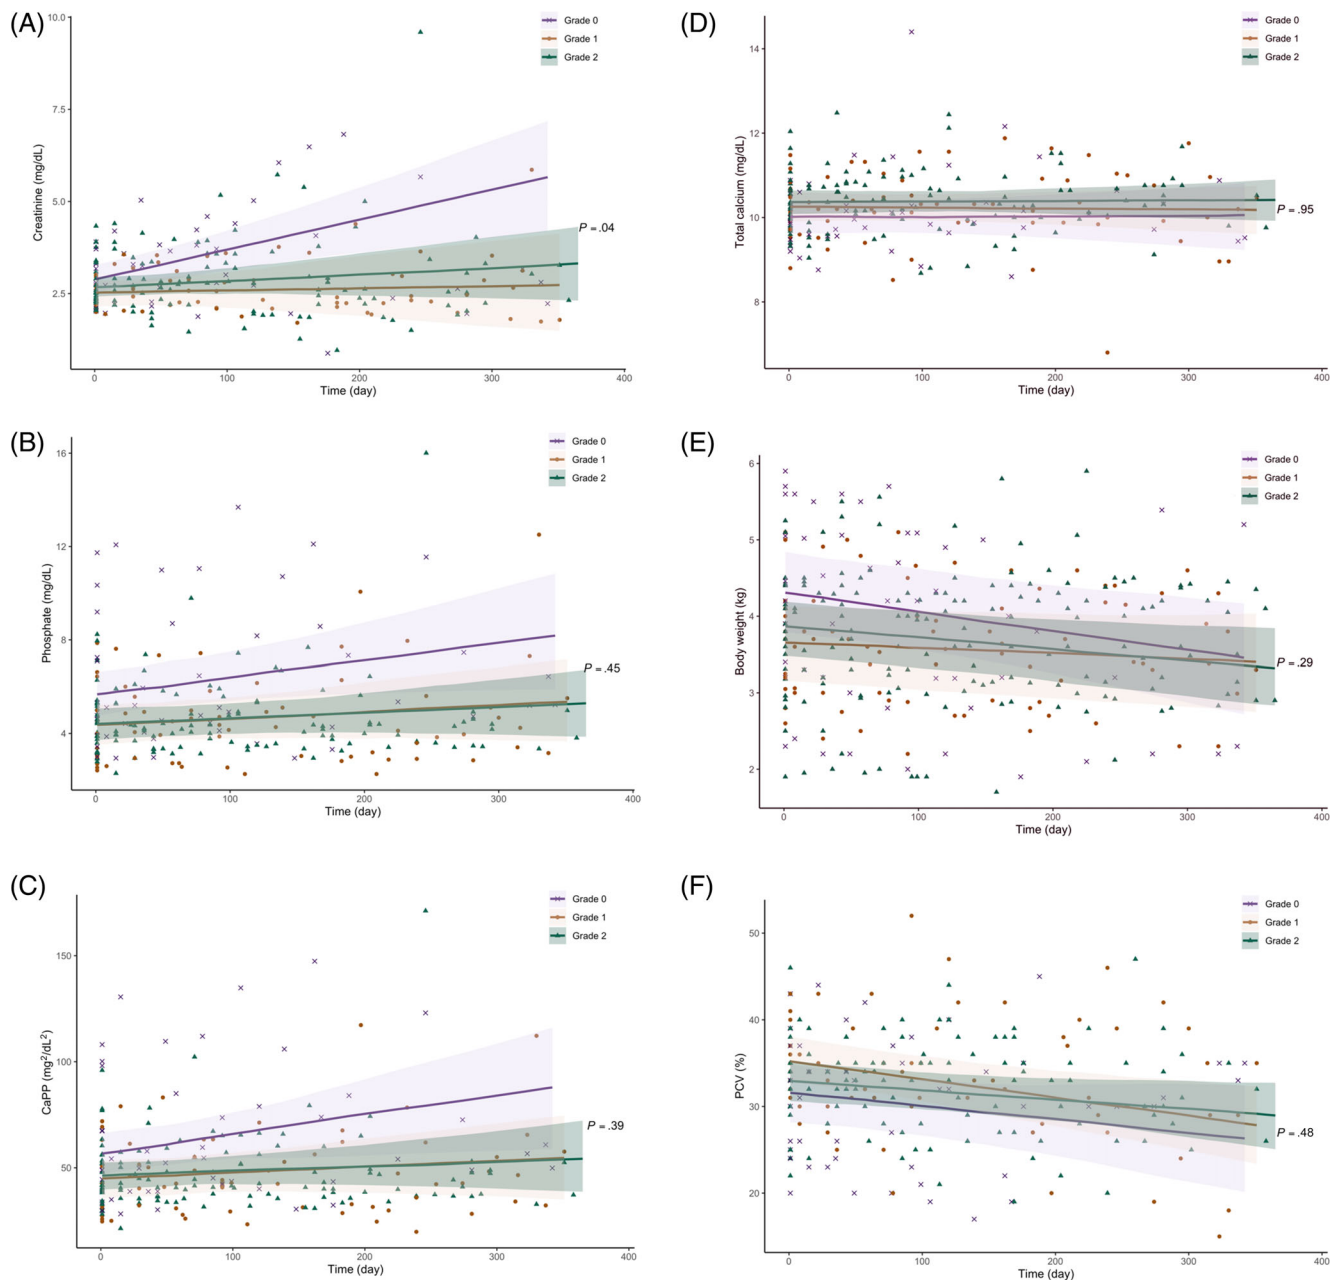 (A)
Creatinine (mg/dL)
10.0
7.5
5.0
2.5
Grade 0
Grade 1
Grade 2
P = .04
0 100 200 300 400
Time (day)
(D)
Total calcium (mg/dL)
14
12
10
8
Grade 0
Grade 1
Grade 2
P = .95
0 100 200 300 400
Time (day)
(B)
Phosphate (mg/dL)
16
12
8
4
Grade 0
Grade 1
Grade 2
P = .45
0 100 200 300 400
Time (day)
(E)
Body weight (kg)
6
5
4
3
2
Grade 0
Grade 1
Grade 2
P = .29
0 100 200 300 400
Time (day)
(C)
CaPP (mg²/dL²)
150
100
50
Grade 0
Grade 1
Grade 2
P = .39
0 100 200 300 400
Time (day)
(F)
PCV (%)
50
40
30
20
Grade 0
Grade 1
Grade 2
P = .48
0 100 200 300 400
Time (day)